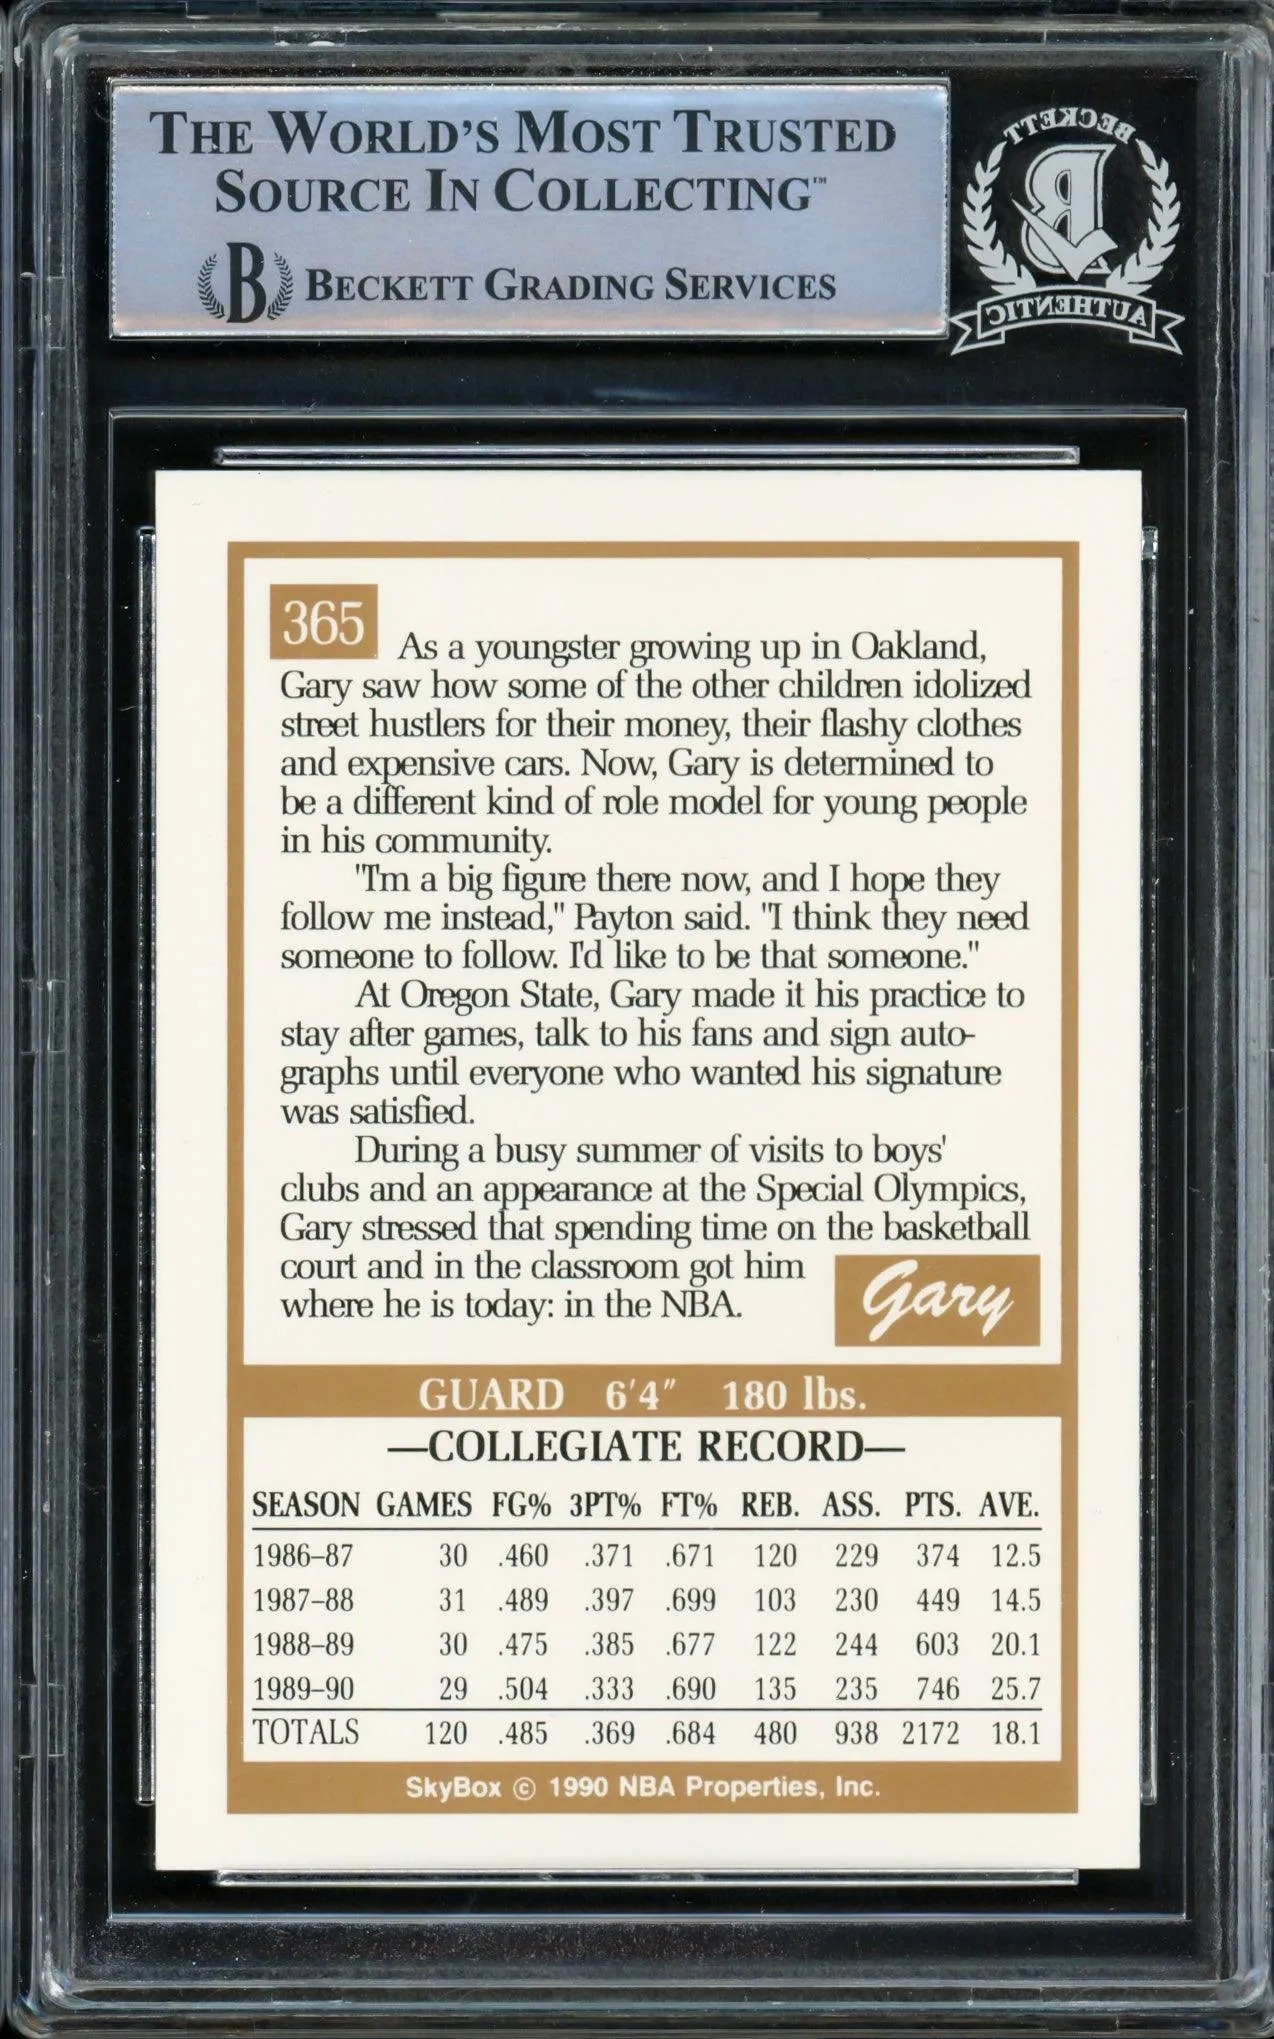 THE WORLD'S MOST TRUSTED
SOURCE IN COLLECTING™
B BECKETT GRADING SERVICES
BECKETT
B
AUTHENTIC
365
As a youngster growing up in Oakland,
Gary saw how some of the other children idolized
street hustlers for their money, their flashy clothes
and expensive cars. Now, Gary is determined to
be a different kind of role model for young people
in his community.
"I'm a big figure there now, and I hope they
follow me instead," Payton said. "I think they need
someone to follow. I'd like to be that someone."
At Oregon State, Gary made it his practice to
stay after games, talk to his fans and sign auto-
graphs until everyone who wanted his signature
was satisfied.
During a busy summer of visits to boys'
clubs and an appearance at the Special Olympics,
Gary stressed that spending time on the basketball
court and in the classroom got him
where he is today: in the NBA.
Gary
GUARD 6'4" 180 lbs.
—COLLEGIATE RECORD—
SEASON GAMES FG% 3PT% FT% REB. ASS. PTS. AVE.
1986–87 30 .460 .371 .671 120 229 374 12.5
1987–88 31 .489 .397 .699 103 230 449 14.5
1988–89 30 .475 .385 .677 122 244 603 20.1
1989–90 29 .504 .333 .690 135 235 746 25.7
TOTALS 120 .485 .369 .684 480 938 2172 18.1
SkyBox © 1990 NBA Properties, Inc.